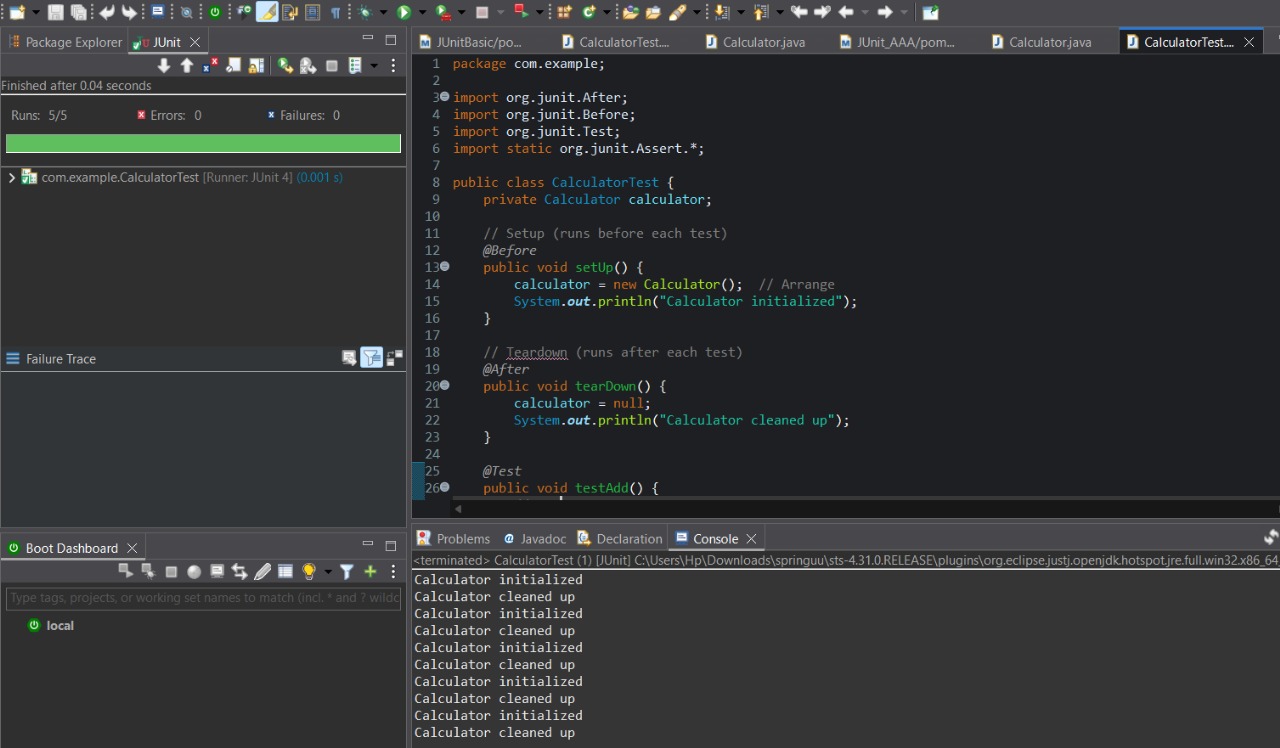 Package Explorer
JUnit
Finished after 0.04 seconds
Runs: 5/5
Errors: 0
Failures: 0
com.example.CalculatorTest [Runner: JUnit 4] (0.001 s)
Failure Trace
Boot Dashboard
Type tags, projects, or working set names to match (incl. * and ? wildc
local
JUnitBasic/po...
CalculatorTest....
Calculator.java
JUnit_AAA/pom...
Calculator.java
CalculatorTest....
1 package com.example;
2
3 import org.junit.After;
4 import org.junit.Before;
5 import org.junit.Test;
6 import static org.junit.Assert.*;
7
8 public class CalculatorTest {
9     private Calculator calculator;
10
11     // Setup (runs before each test)
12     @Before
13     public void setUp() {
14         calculator = new Calculator();  // Arrange
15         System.out.println("Calculator initialized");
16     }
17
18     // Teardown (runs after each test)
19     @After
20     public void tearDown() {
21         calculator = null;
22         System.out.println("Calculator cleaned up");
23     }
24
25     @Test
26     public void testAdd() {
Problems
@ Javadoc
Declaration
Console
<terminated> CalculatorTest (1) [JUnit] C:\Users\Hp\Downloads\springuu\sts-4.31.0.RELEASE\plugins\org.eclipse.justj.openjdk.hotspot.jre.full.win32.x86_64
Calculator initialized
Calculator cleaned up
Calculator initialized
Calculator cleaned up
Calculator initialized
Calculator cleaned up
Calculator initialized
Calculator cleaned up
Calculator initialized
Calculator cleaned up